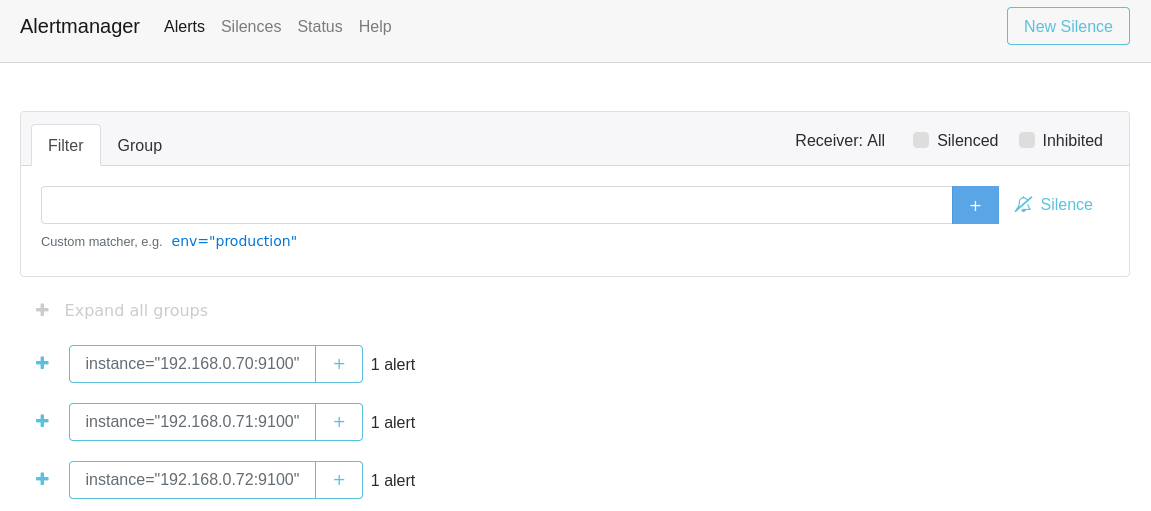 Alertmanager Alerts Silences Status Help New Silence
Filter Group Receiver: All Silenced Inhibited
+ Silence
Custom matcher, e.g. env="production"
+ Expand all groups
+ instance="192.168.0.70:9100" + 1 alert
+ instance="192.168.0.71:9100" + 1 alert
+ instance="192.168.0.72:9100" + 1 alert